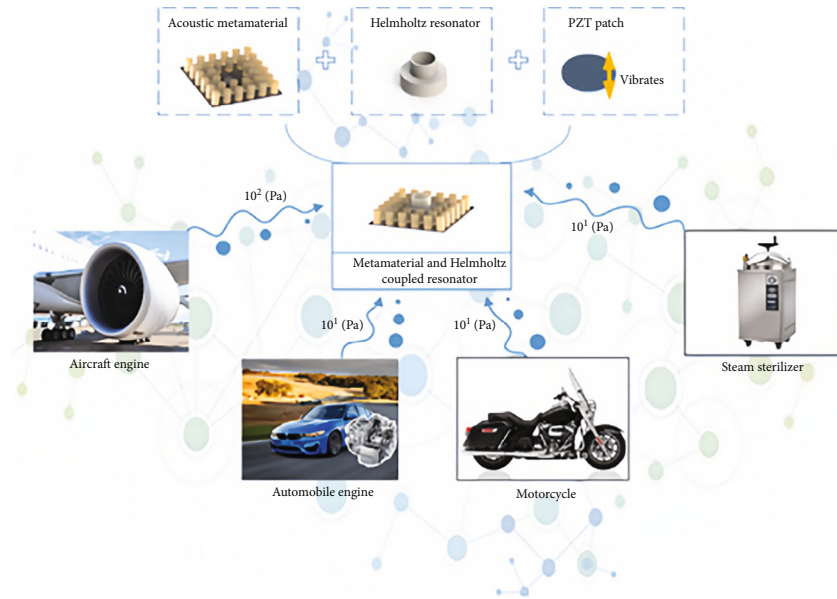 Acoustic metamaterial
Helmholtz resonator
PZT patch
Vibrates
10² (Pa)
10¹ (Pa)
Metamaterial and Helmholtz
coupled resonator
10¹ (Pa)
10¹ (Pa)
Aircraft engine
Steam sterilizer
Automobile engine
Motorcycle